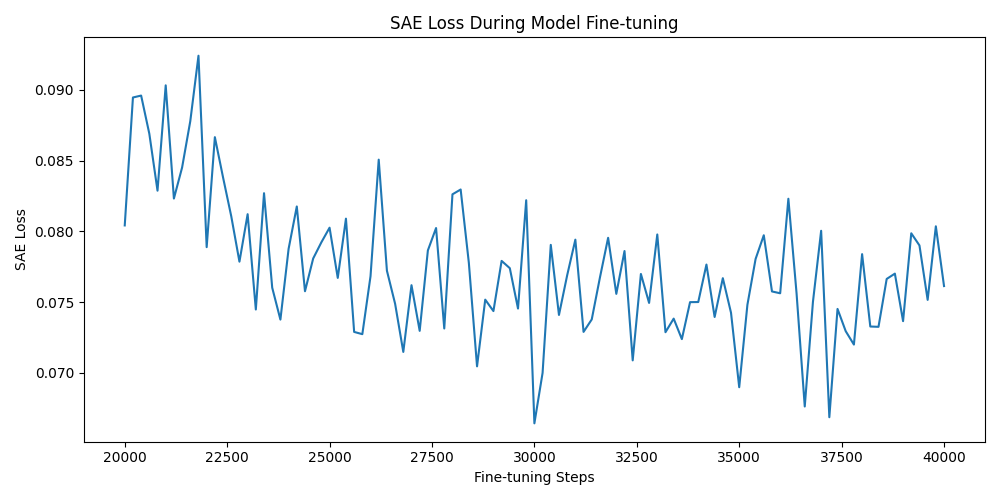 SAE Loss During Model Fine-tuning
0.090
0.085
0.080
0.075
0.070
SAE Loss
20000 22500 25000 27500 30000 32500 35000 37500 40000
Fine-tuning Steps